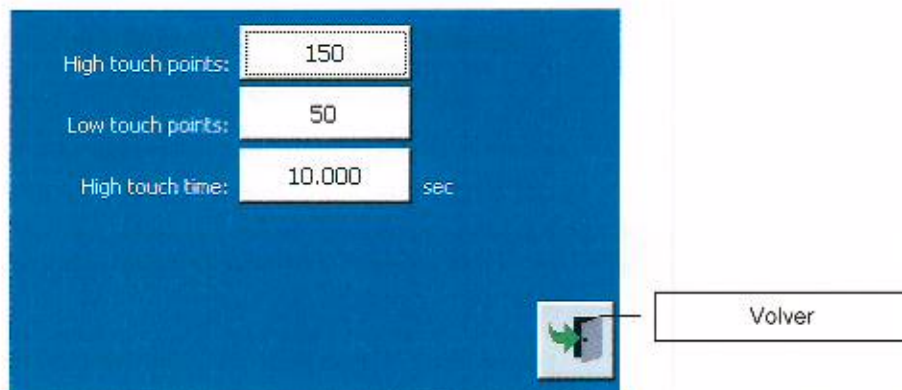 High touch points: 150
Low touch points: 50
High touch time: 10.000 sec
Volver